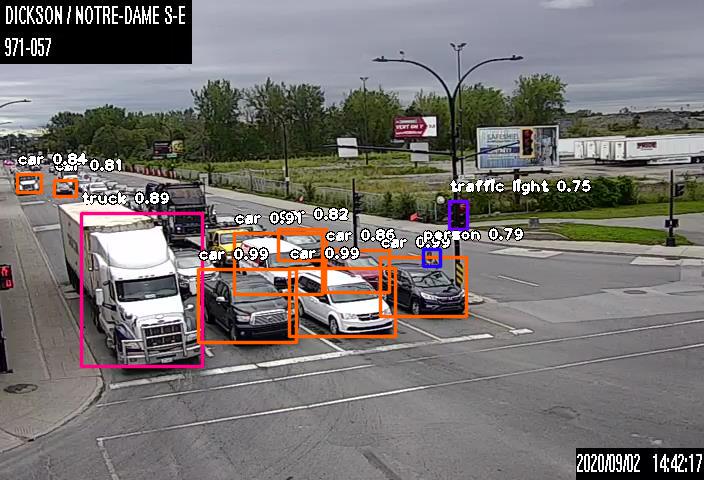 DICKSON / NOTRE-DAME S-E
971-057
car 0.84
0.81
truck 0.89
traffic light 0.75
car 0.91
0.82
car 0.86
person 0.79
car 0.99
car 0.99
car 0.99
2020/09/02 14:42:17